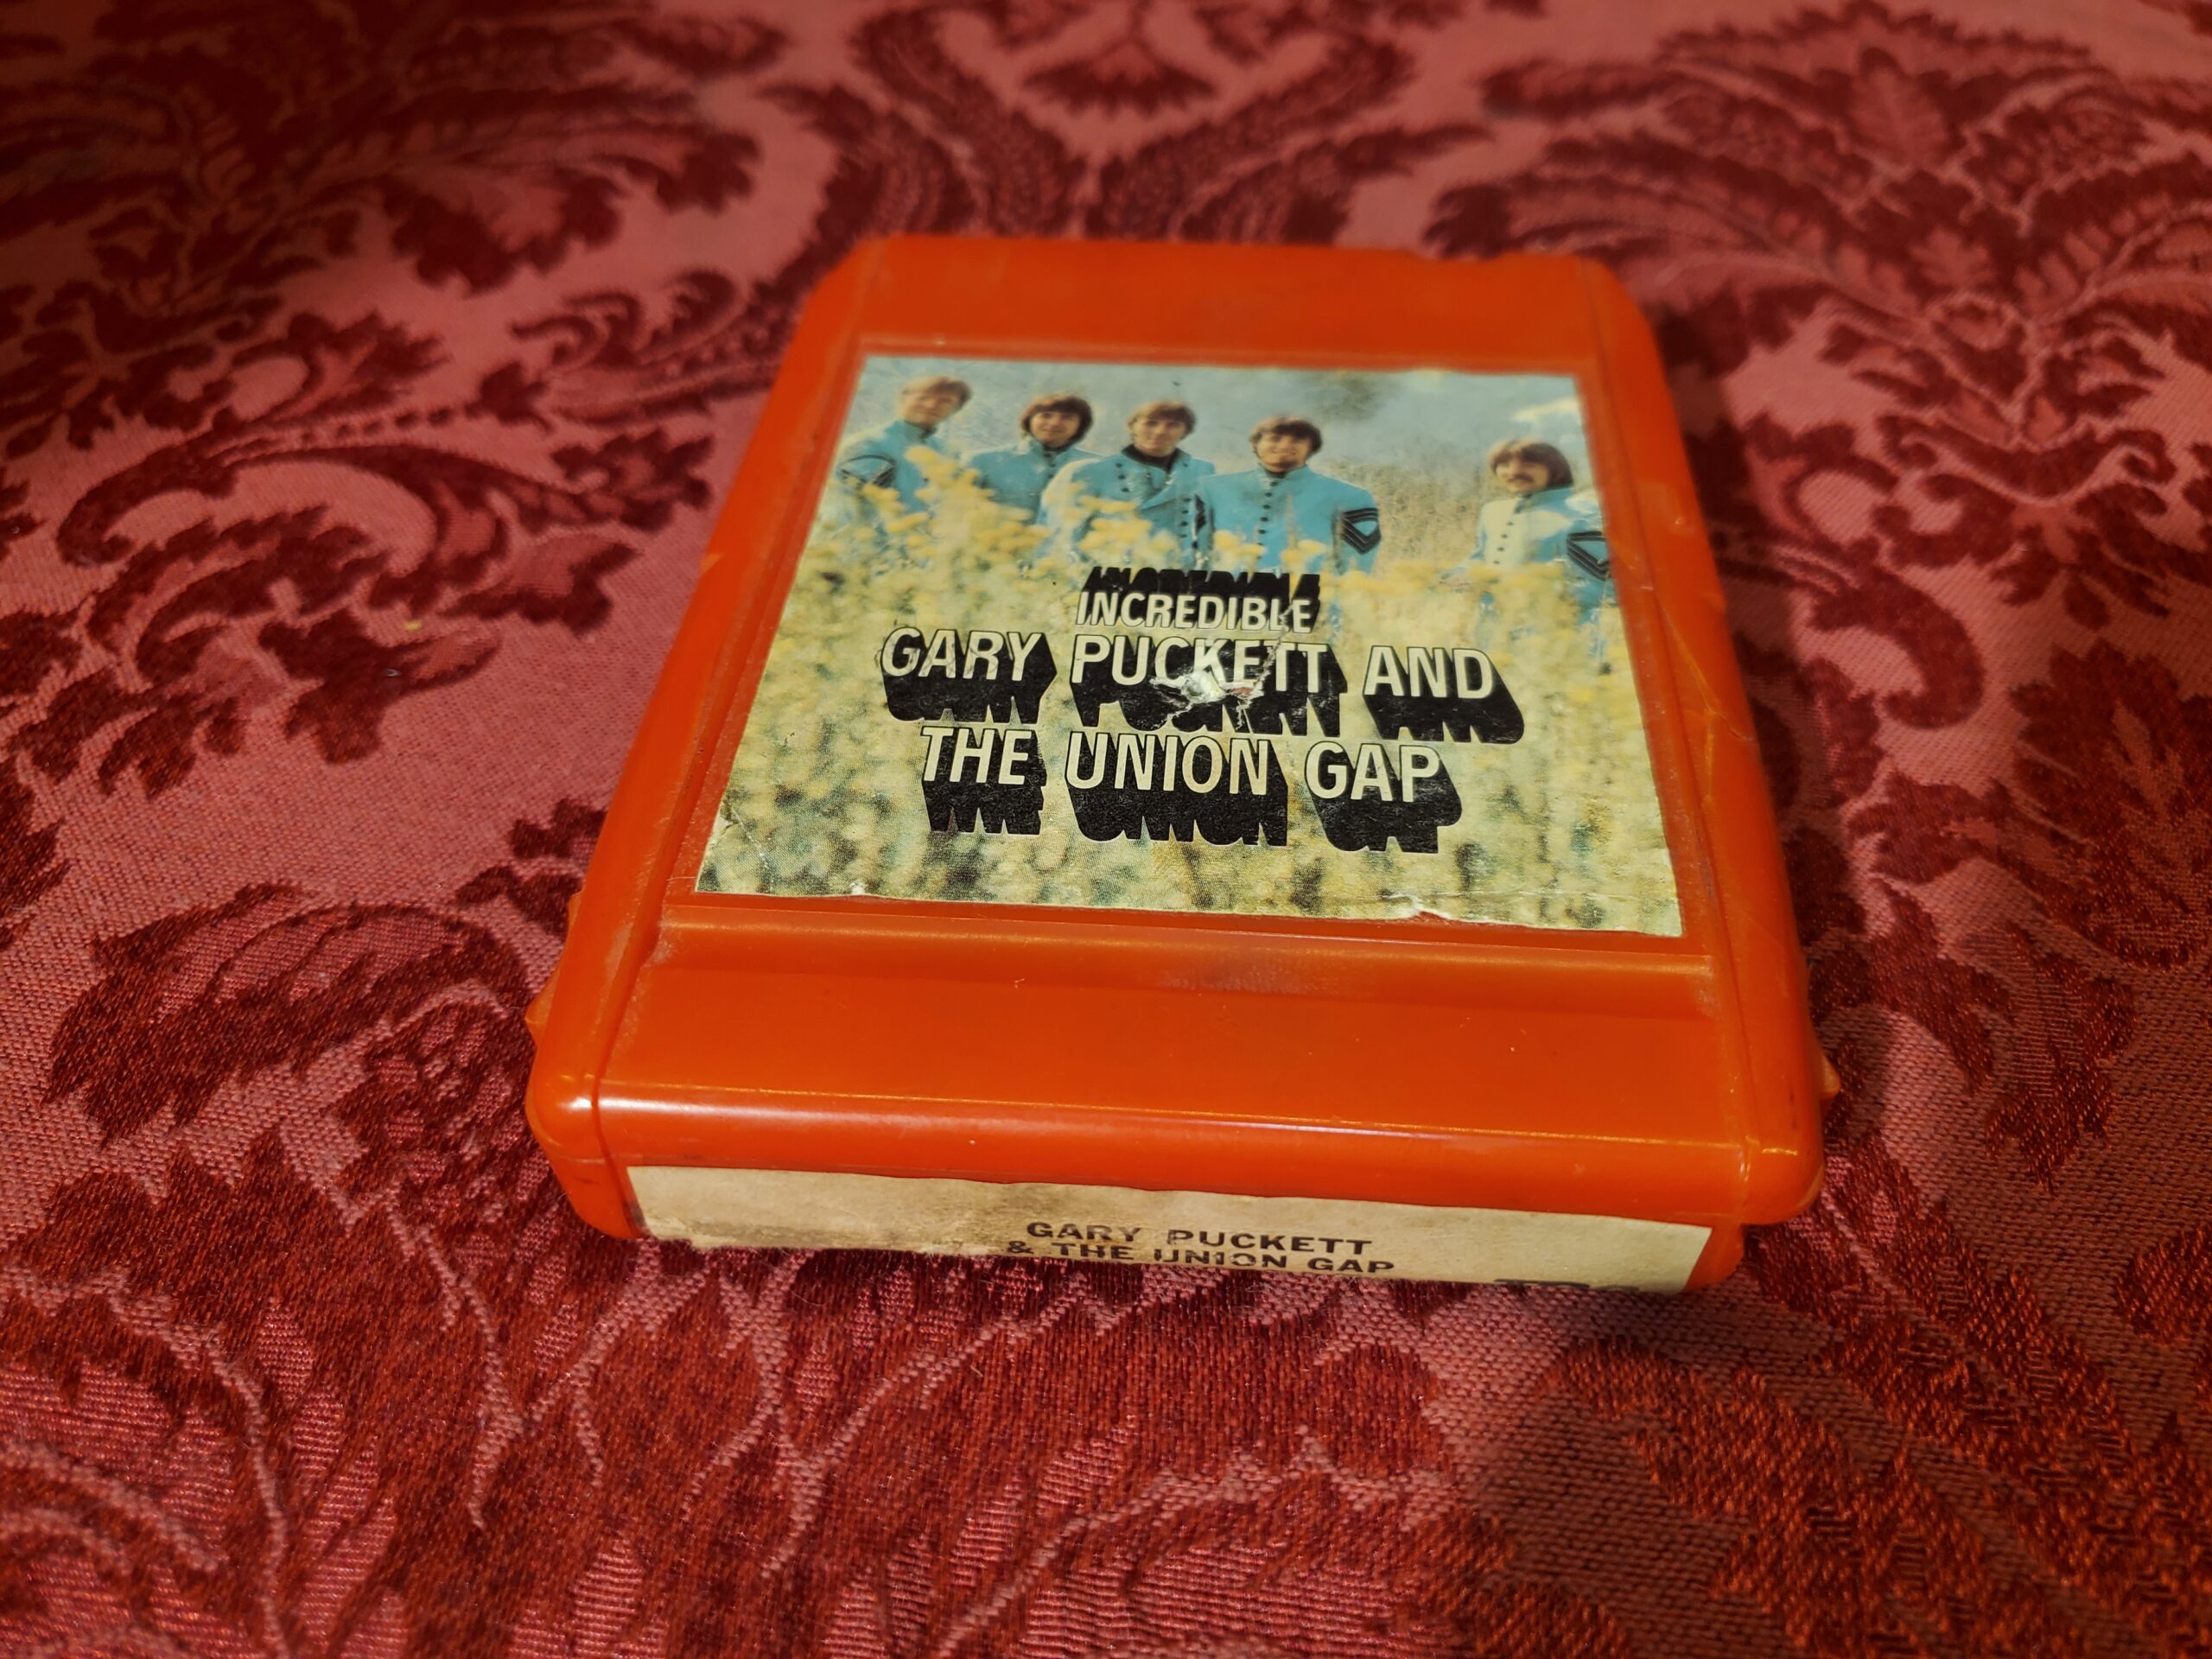 INCREDIBLE
GARY PUCKETT AND
THE UNION GAP
GARY PUCKETT
& THE UNION GAP